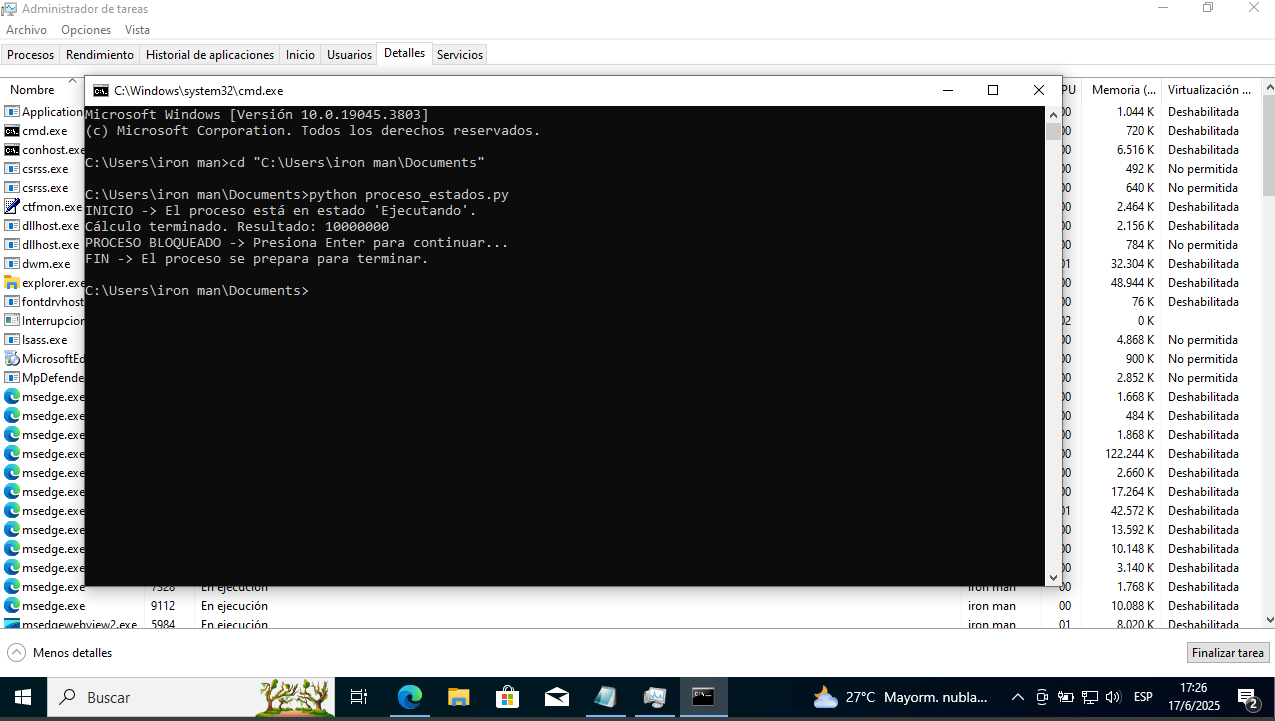 Administrador de tareas
Archivo Opciones Vista
Procesos Rendimiento Historial de aplicaciones Inicio Usuarios Detalles Servicios
Nombre PU Memoria (... Virtualización ...
C:\Windows\system32\cmd.exe
Microsoft Windows [Versión 10.0.19045.3803]
(c) Microsoft Corporation. Todos los derechos reservados.
C:\Users\iron man>cd "C:\Users\iron man\Documents"
C:\Users\iron man\Documents>python proceso_estados.py
INICIO -> El proceso está en estado 'Ejecutando'.
Cálculo terminado. Resultado: 10000000
PROCESO BLOQUEADO -> Presiona Enter para continuar...
FIN -> El proceso se prepara para terminar.
C:\Users\iron man\Documents>
Application 00 1.044 K Deshabilitada
cmd.exe 00 720 K Deshabilitada
conhost.exe 00 6.516 K Deshabilitada
csrss.exe 00 492 K No permitida
csrss.exe 00 640 K No permitida
ctfmon.exe 00 2.464 K Deshabilitada
dllhost.exe 00 2.156 K Deshabilitada
dllhost.exe 00 784 K No permitida
dwm.exe 01 32.304 K Deshabilitada
explorer.exe 00 48.944 K Deshabilitada
fontdrvhost 00 76 K Deshabilitada
Interrupcion 02 0 K
lsass.exe 00 4.868 K No permitida
MicrosoftEd 00 900 K No permitida
MpDefende 00 2.852 K No permitida
msedge.exe 00 1.668 K Deshabilitada
msedge.exe 00 484 K Deshabilitada
msedge.exe 00 1.868 K Deshabilitada
msedge.exe 00 122.244 K Deshabilitada
msedge.exe 00 2.660 K Deshabilitada
msedge.exe 00 17.264 K Deshabilitada
msedge.exe 01 42.572 K Deshabilitada
msedge.exe 00 13.592 K Deshabilitada
msedge.exe 00 10.148 K Deshabilitada
msedge.exe 00 3.140 K Deshabilitada
msedge.exe 7328 En ejecución iron man 00 1.768 K Deshabilitada
msedge.exe 9112 En ejecución iron man 00 10.088 K Deshabilitada
msedgewebview2.exe 5984 En ejecución iron man 01 8.020 K Deshabilitada
Menos detalles Finalizar tarea
Buscar 27°C Mayorm. nubla... ESP 17:26
17/6/2025 2